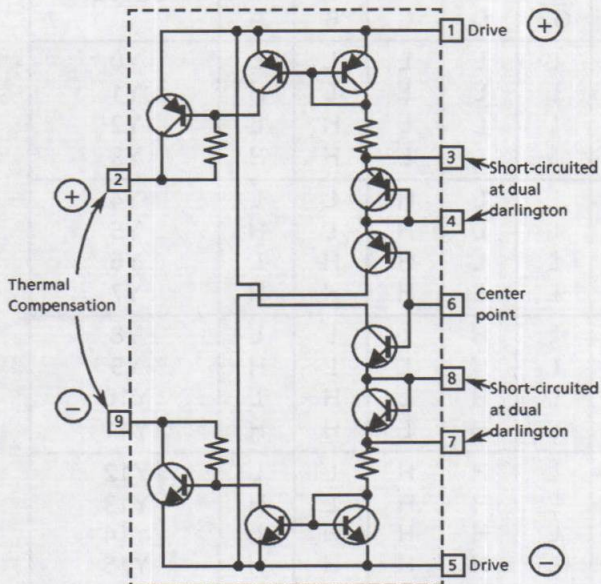 1 Drive +
3 Short-circuited
at dual
4 darlington
2
+
Thermal
Compensation
6 Center
point
8 Short-circuited
at dual
7 darlington
−
9
5 Drive −